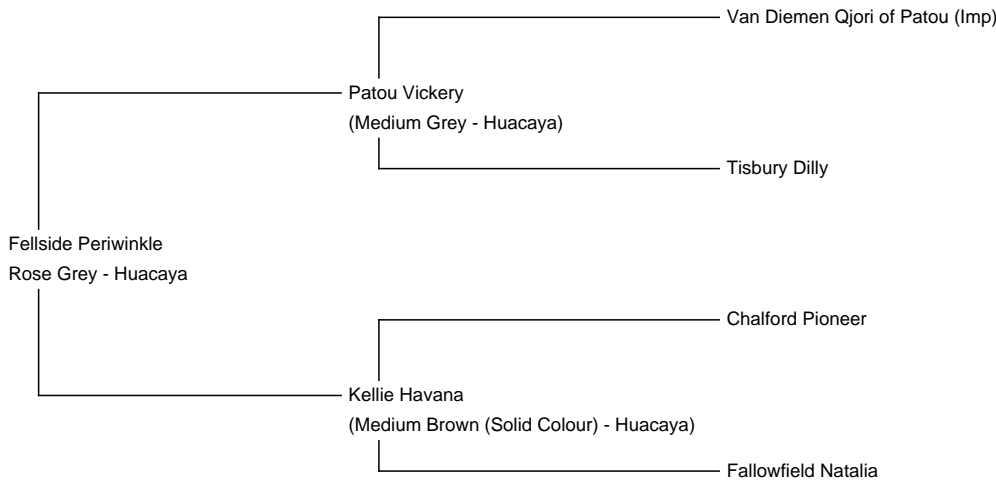 Van Diemen Qjori of Patou (Imp)
Patou Vickery
(Medium Grey - Huacaya)
Tisbury Dilly
Fellside Periwinkle
Rose Grey - Huacaya
Chalford Pioneer
Kellie Havana
(Medium Brown (Solid Colour) - Huacaya)
Fallowfield Natalia